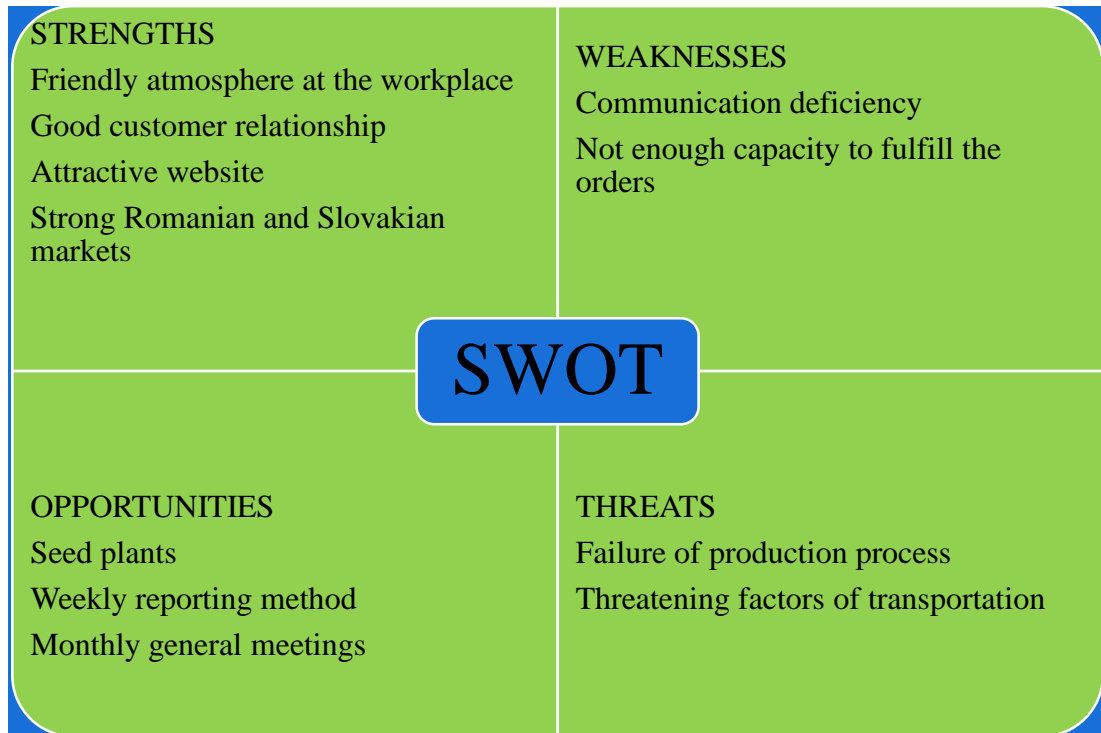 STRENGTHS
Friendly atmosphere at the workplace
Good customer relationship
Attractive website
Strong Romanian and Slovakian
markets
WEAKNESSES
Communication deficiency
Not enough capacity to fulfill the
orders
SWOT
OPPORTUNITIES
Seed plants
Weekly reporting method
Monthly general meetings
THREATS
Failure of production process
Threatening factors of transportation